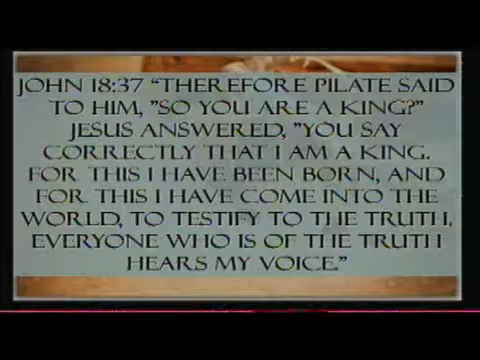 JOHN 18:37 “THEREFORE PILATE SAID
TO HIM, "SO YOU ARE A KING?"
JESUS ANSWERED, "YOU SAY
CORRECTLY THAT I AM A KING.
FOR THIS I HAVE BEEN BORN, AND
FOR THIS I HAVE COME INTO THE
WORLD, TO TESTIFY TO THE TRUTH.
EVERYONE WHO IS OF THE TRUTH
HEARS MY VOICE."